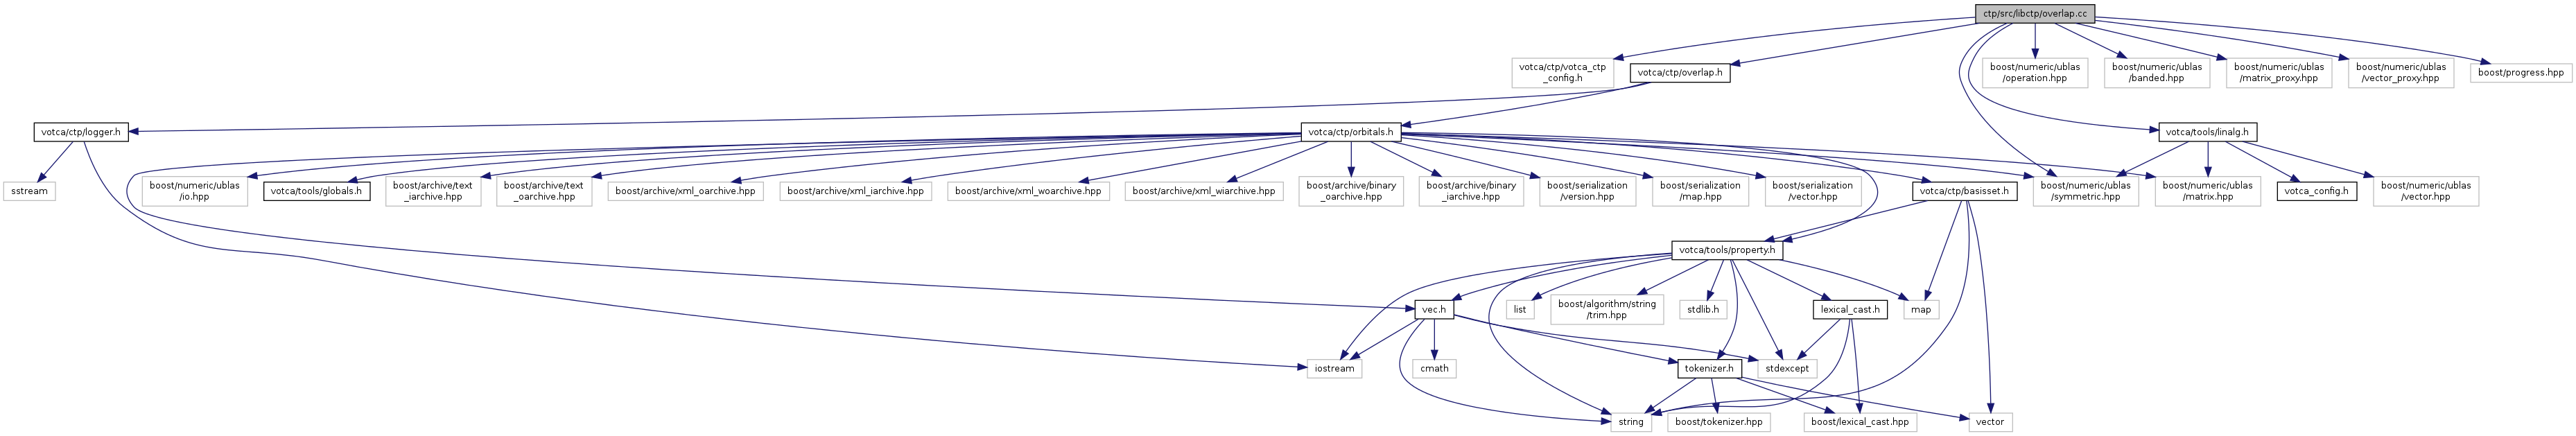 ctp/src/libctp/overlap.cc
votca/ctp/votca_ctp
_config.h
votca/ctp/overlap.h
boost/numeric/ublas
/operation.hpp
boost/numeric/ublas
/banded.hpp
boost/numeric/ublas
/matrix_proxy.hpp
boost/numeric/ublas
/vector_proxy.hpp
boost/progress.hpp
votca/ctp/logger.h
votca/ctp/orbitals.h
votca/tools/linalg.h
sstream
boost/numeric/ublas
/io.hpp
votca/tools/globals.h
boost/archive/text
_iarchive.hpp
boost/archive/text
_oarchive.hpp
boost/archive/xml_oarchive.hpp
boost/archive/xml_iarchive.hpp
boost/archive/xml_woarchive.hpp
boost/archive/xml_wiarchive.hpp
boost/archive/binary
_oarchive.hpp
boost/archive/binary
_iarchive.hpp
boost/serialization
/version.hpp
boost/serialization
/map.hpp
boost/serialization
/vector.hpp
votca/ctp/basisset.h
boost/numeric/ublas
/symmetric.hpp
boost/numeric/ublas
/matrix.hpp
votca_config.h
boost/numeric/ublas
/vector.hpp
votca/tools/property.h
vec.h
list
boost/algorithm/string
/trim.hpp
stdlib.h
lexical_cast.h
map
iostream
cmath
tokenizer.h
stdexcept
string
boost/tokenizer.hpp
boost/lexical_cast.hpp
vector